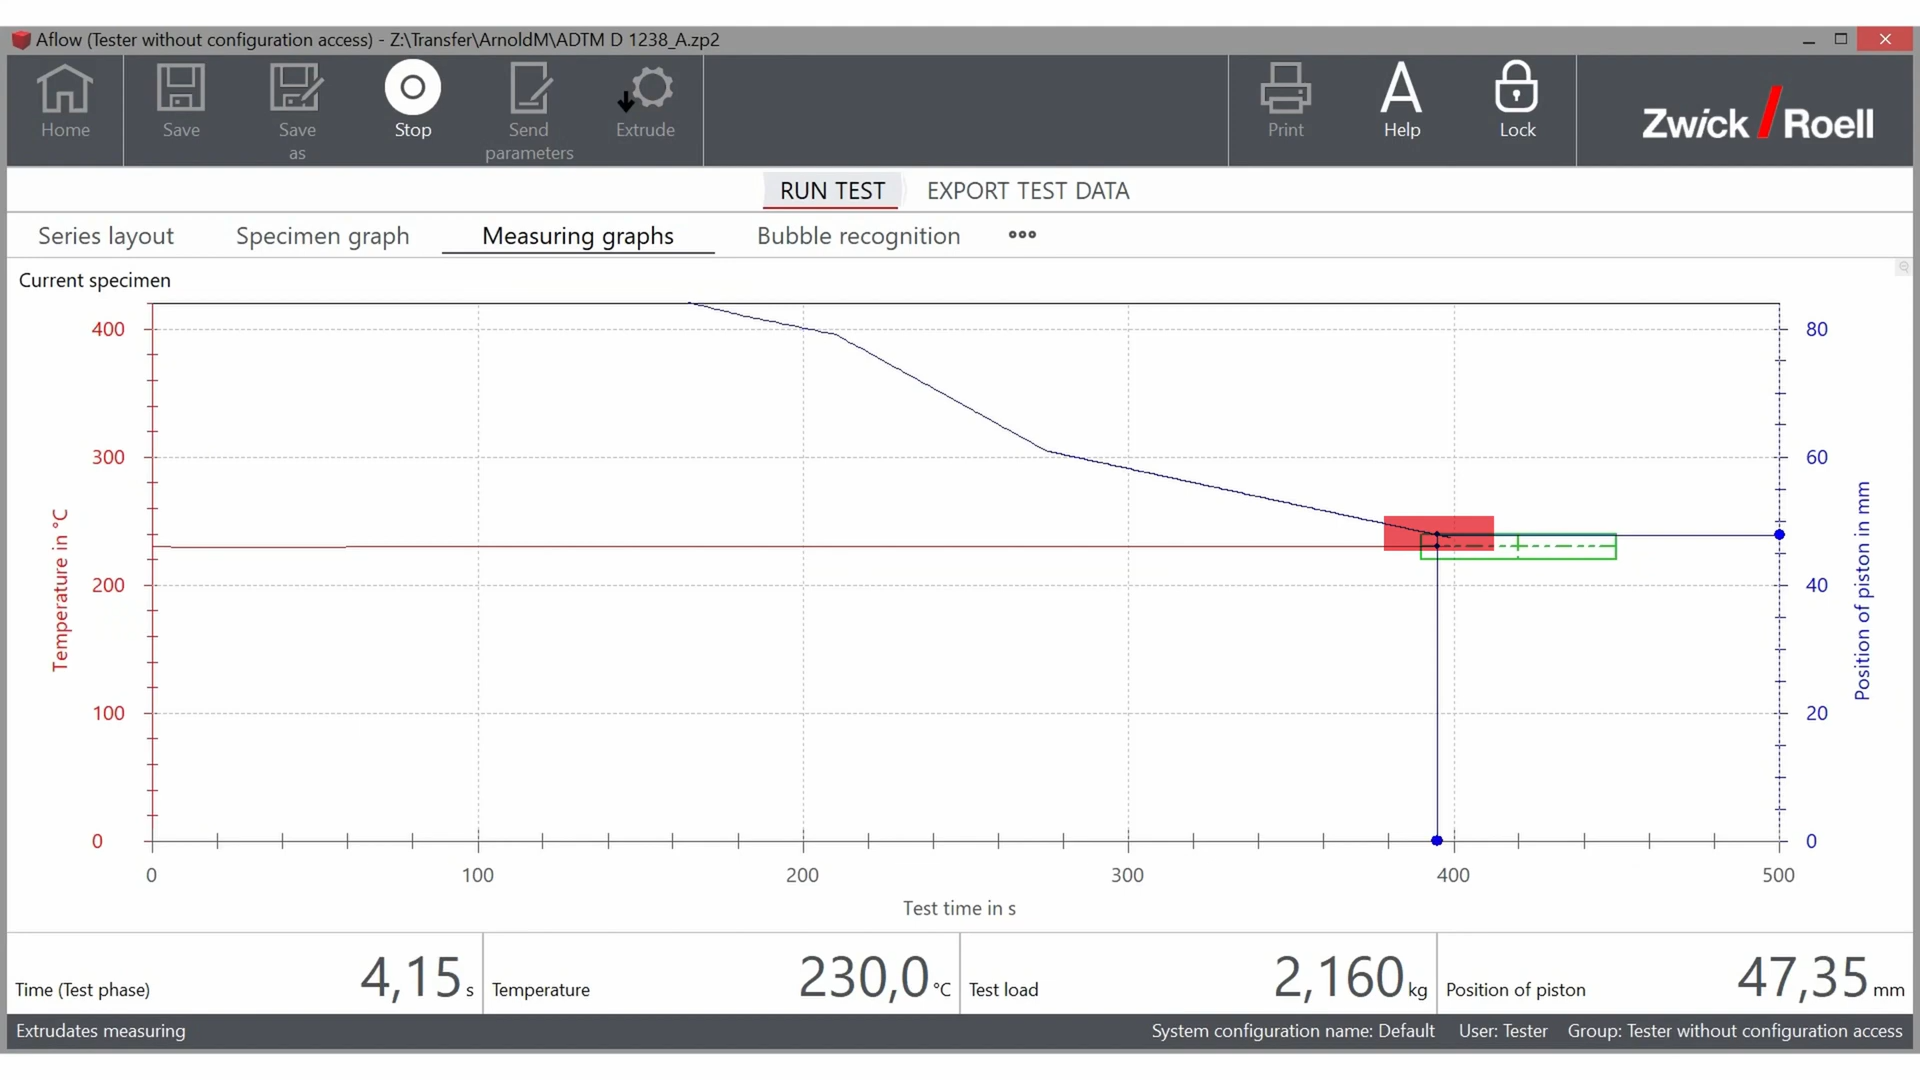 Aflow (Tester without configuration access) - Z:\Transfer\ArnoldM\ADTM D 1238_A.zp2
Home
Save
Save
as
Stop
Send
parameters
Extrude
Print
Help
Lock
Zwick/Roell
RUN TEST
EXPORT TEST DATA
Series layout
Specimen graph
Measuring graphs
Bubble recognition
Current specimen
400
300
200
100
0
Temperature in °C
80
60
40
20
0
Position of piston in mm
0
100
200
300
400
500
Test time in s
Time (Test phase) 4,15 s
Temperature 230,0 °C
Test load 2,160 kg
Position of piston 47,35 mm
Extrudates measuring
System configuration name: Default
User: Tester
Group: Tester without configuration access